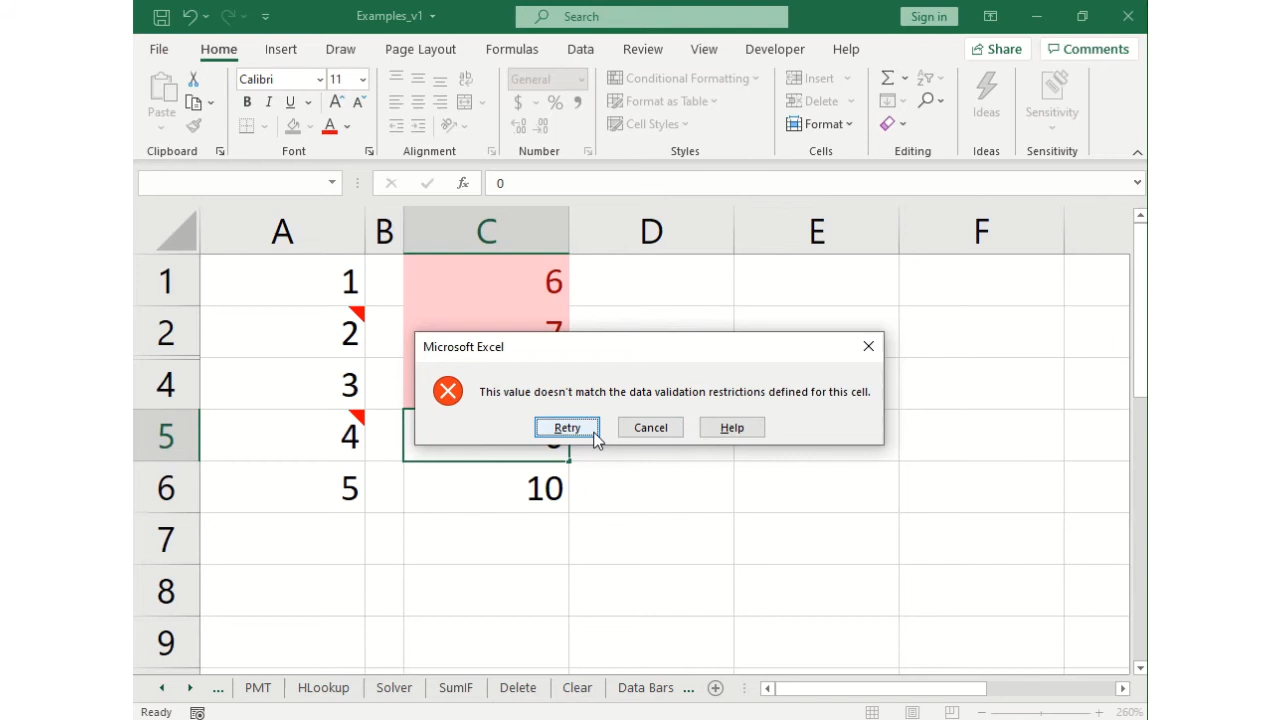 Examples_v1
Search
Sign in
File Home Insert Draw Page Layout Formulas Data Review View Developer Help Share Comments
Paste
Calibri 11
B I U A A A
General
$ %
Conditional Formatting
Format as Table
Cell Styles
Insert
Delete
Format
Ideas
Sensitivity
Clipboard Font Alignment Number Styles Cells Editing Ideas Sensitivity
fx 0
A B C D E F
1 1 6
2 2 7
4 3
5 4
6 5 10
7
8
9
Microsoft Excel
This value doesn't match the data validation restrictions defined for this cell.
Retry Cancel Help
... PMT HLookup Solver SumIF Delete Clear Data Bars ...
Ready 260%